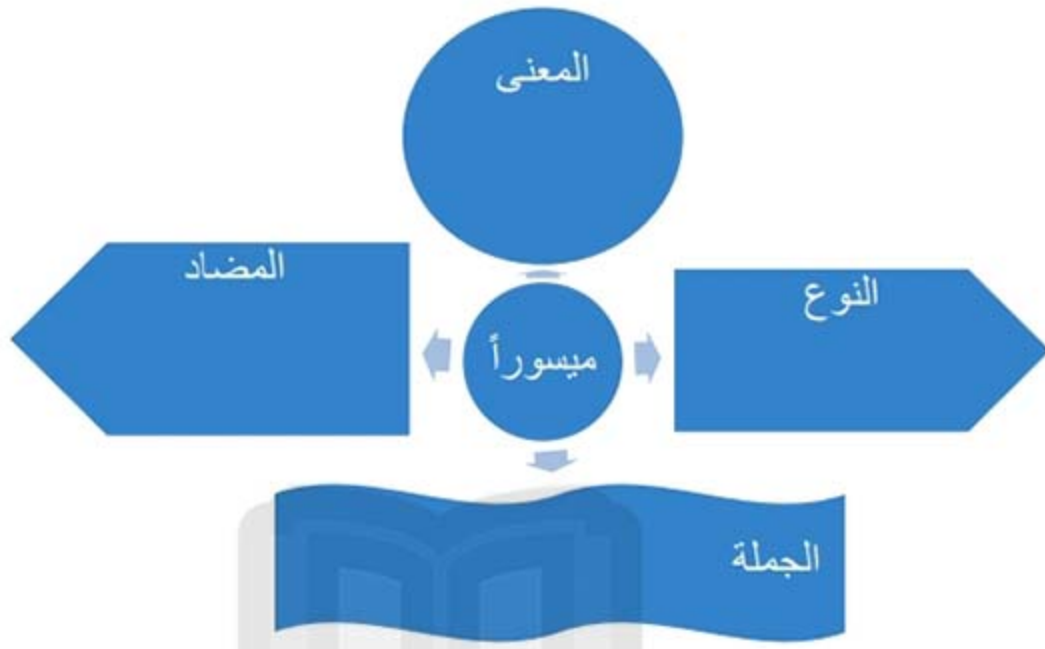 المعنى
النوع
ميسوراً
المضاد
الجملة